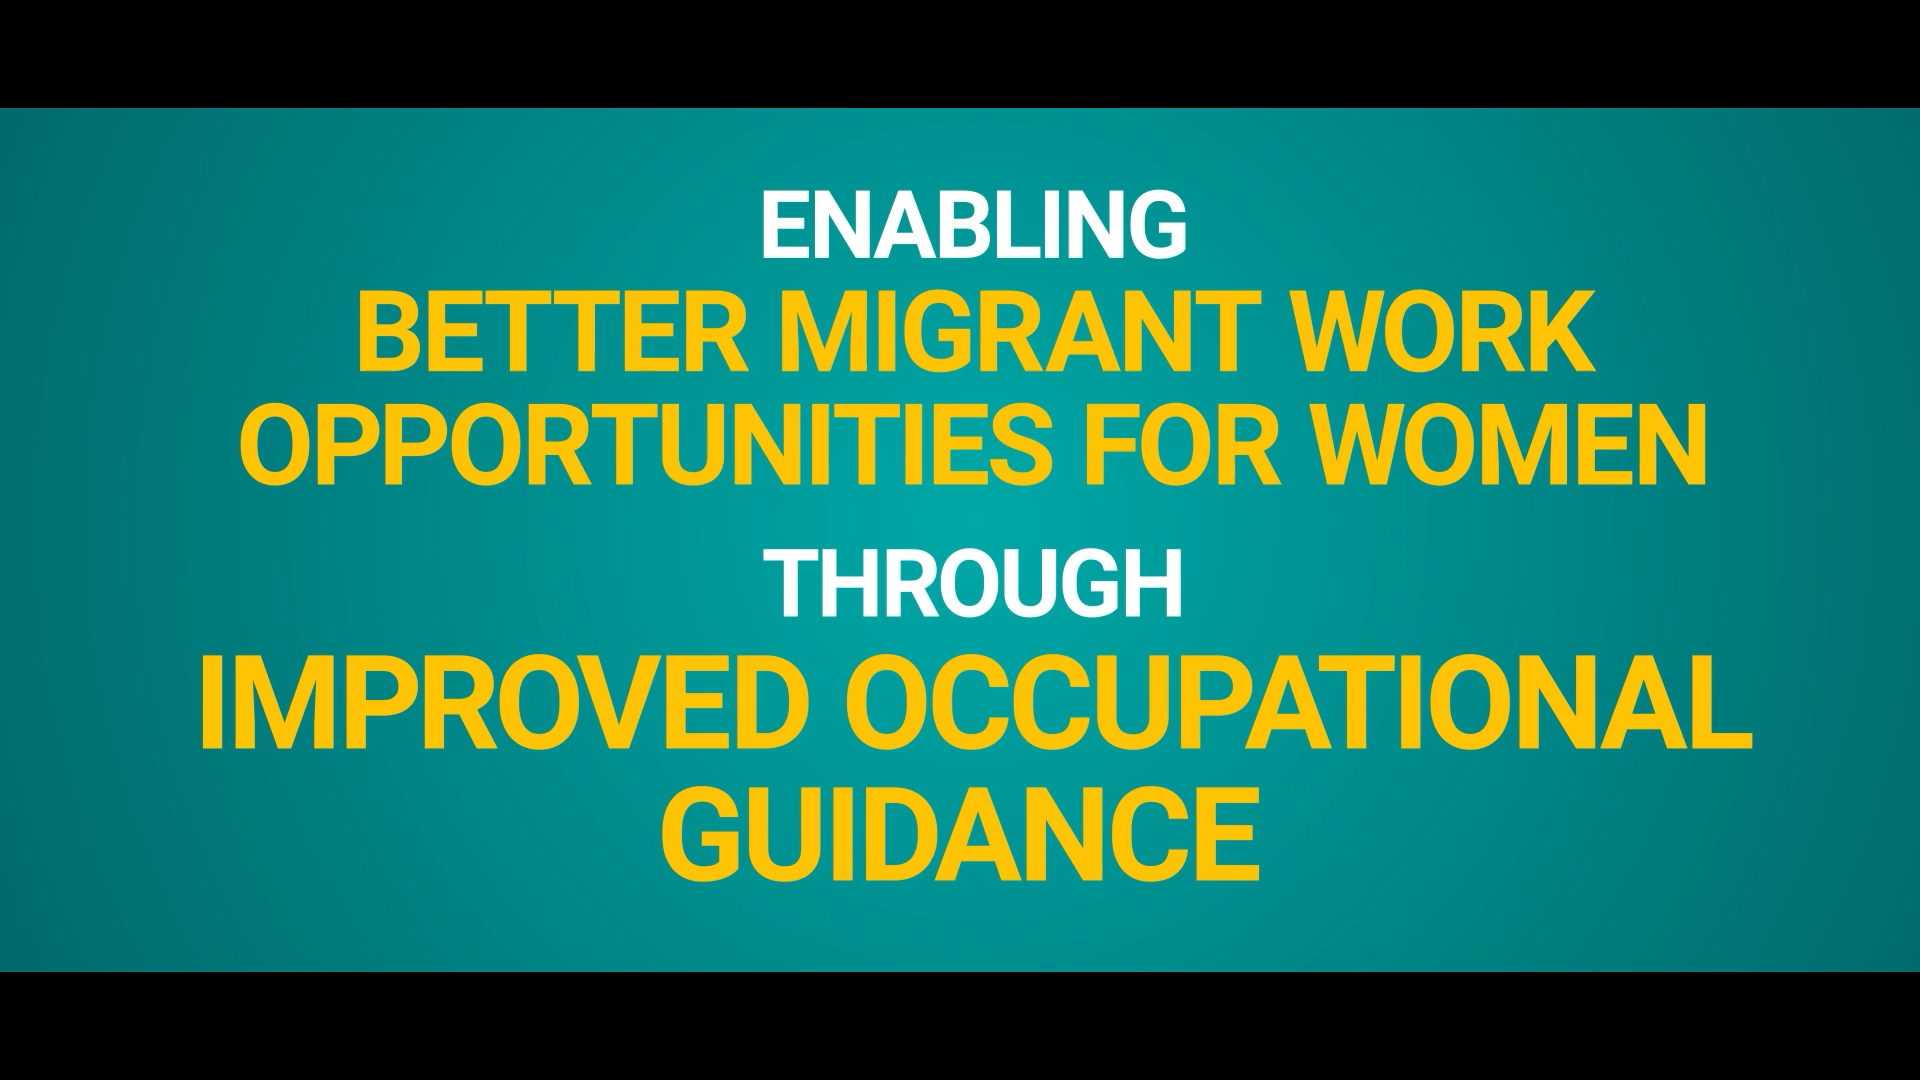 ENABLING
BETTER MIGRANT WORK
OPPORTUNITIES FOR WOMEN
THROUGH
IMPROVED OCCUPATIONAL
GUIDANCE